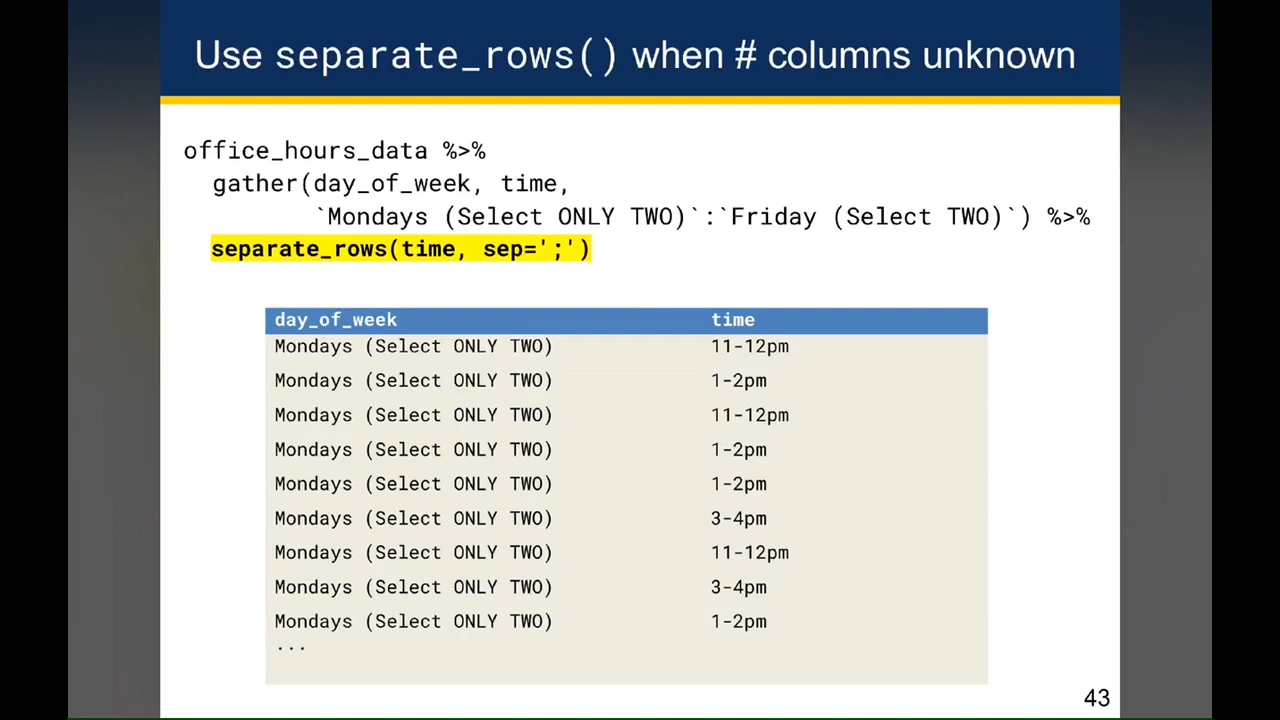 Use separate_rows() when # columns unknown
office_hours_data %>%
gather(day_of_week, time,
`Mondays (Select ONLY TWO)`:`Friday (Select TWO)`) %>%
separate_rows(time, sep=';')
day_of_week time
Mondays (Select ONLY TWO) 11-12pm
Mondays (Select ONLY TWO) 1-2pm
Mondays (Select ONLY TWO) 11-12pm
Mondays (Select ONLY TWO) 1-2pm
Mondays (Select ONLY TWO) 1-2pm
Mondays (Select ONLY TWO) 3-4pm
Mondays (Select ONLY TWO) 11-12pm
Mondays (Select ONLY TWO) 3-4pm
Mondays (Select ONLY TWO) 1-2pm
...
43